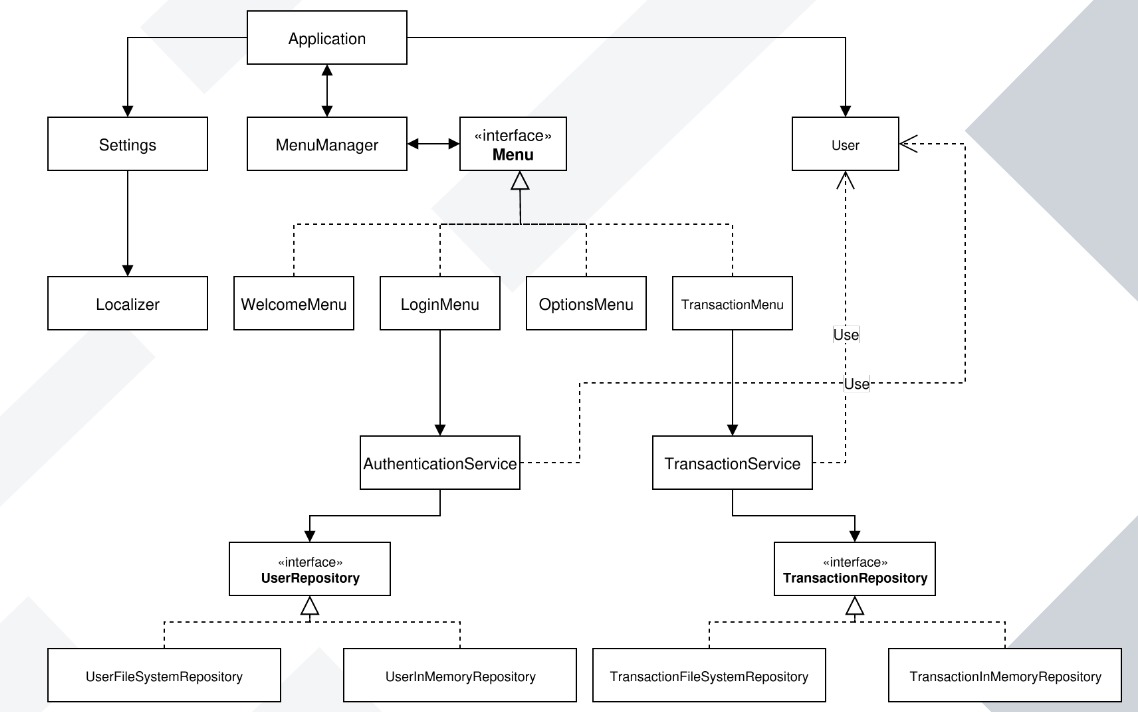 Application
Settings
MenuManager
«interface»
Menu
User
Localizer
WelcomeMenu
LoginMenu
OptionsMenu
TransactionMenu
Use
Use
AuthenticationService
TransactionService
«interface»
UserRepository
«interface»
TransactionRepository
UserFileSystemRepository
UserInMemoryRepository
TransactionFileSystemRepository
TransactionInMemoryRepository